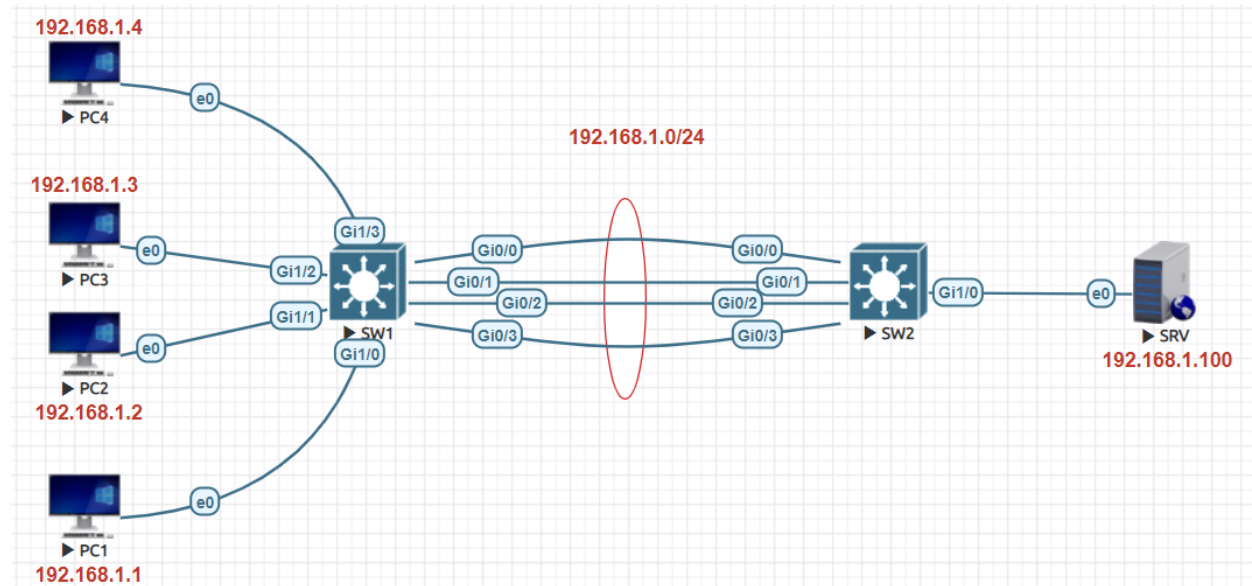 192.168.1.4
e0
PC4
192.168.1.0/24
192.168.1.3
e0
PC3
Gi1/3
Gi1/2
Gi1/1
SW1
Gi1/0
Gi0/0
Gi0/0
Gi0/1
Gi0/1
Gi0/2
Gi0/2
Gi0/3
Gi0/3
SW2
Gi1/0
e0
SRV
192.168.1.100
e0
PC2
192.168.1.2
e0
PC1
192.168.1.1